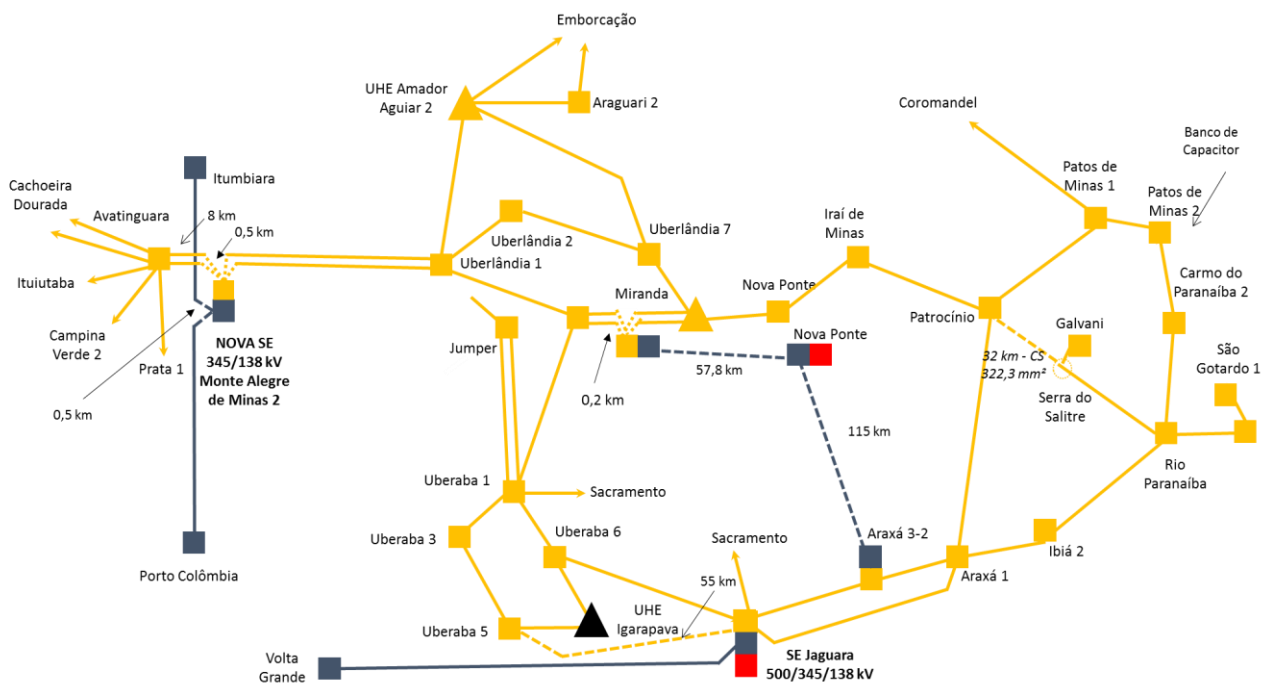 Emborcação
UHE Amador
Aguiar 2
Araguari 2
Coromandel
Banco de
Capacitor
Patos de
Minas 1
Patos de
Minas 2
Itumbiara
Cachoeira
Dourada
Avatinguara
8 km
0,5 km
Uberlândia 2
Uberlândia 7
Iraí de
Minas
Uberlândia 1
Carmo do
Paranaíba 2
Ituiutaba
Miranda
Nova Ponte
Patrocínio
Galvani
Campina
Verde 2
Prata 1
NOVA SE
345/138 kV
Monte Alegre
de Minas 2
Jumper
Nova Ponte
32 km - CS
322,3 mm²
Serra do
Salitre
São
Gotardo 1
57,8 km
0,5 km
0,2 km
115 km
Uberaba 1
Sacramento
Rio
Paranaíba
Uberaba 3
Uberaba 6
Sacramento
Araxá 3-2
Ibiá 2
Araxá 1
Porto Colômbia
55 km
Uberaba 5
UHE
Igarapava
Volta
Grande
SE Jaguara
500/345/138 kV